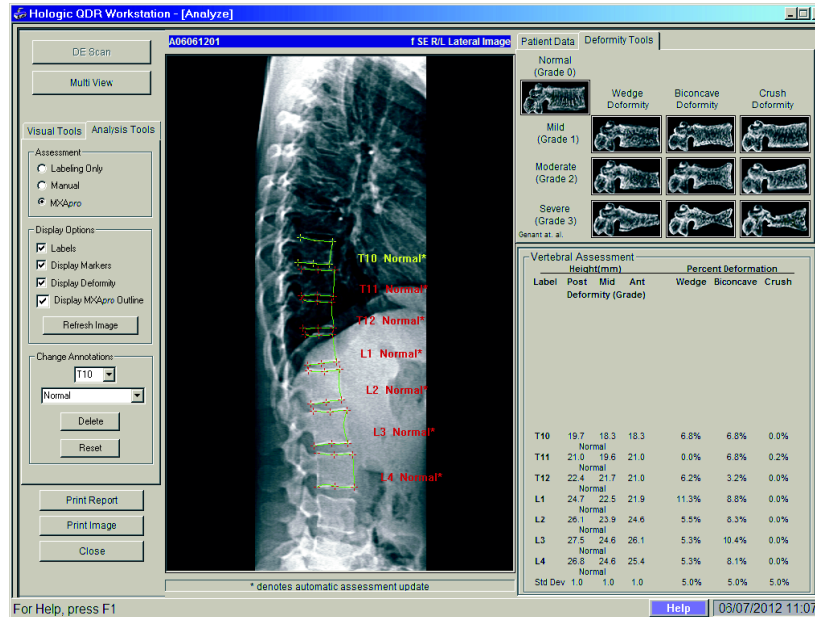 Hologic QDR Workstation - [Analyze]
DE Scan
Multi View
Visual Tools Analysis Tools
Assessment
Labeling Only
Manual
MXApro
Display Options
Labels
Display Markers
Display Deformity
Display MXApro Outline
Refresh Image
Change Annotations
T10
Normal
Delete
Reset
Print Report
Print Image
Close
A06061201 f SE R/L Lateral Image
T10 Normal*
T11 Normal*
T12 Normal*
L1 Normal*
L2 Normal*
L3 Normal*
L4 Normal*
* denotes automatic assessment update
Patient Data Deformity Tools
Normal
(Grade 0)
Wedge Biconcave Crush
Deformity Deformity Deformity
Mild
(Grade 1)
Moderate
(Grade 2)
Severe
(Grade 3)
Genant at. al.
Vertebral Assessment
Height(mm) Percent Deformation
Label Post Mid Ant Wedge Biconcave Crush
Deformity (Grade)
T10 19.7 18.3 18.3 6.8% 6.8% 0.0%
Normal
T11 21.0 19.6 21.0 0.0% 6.8% 0.2%
Normal
T12 22.4 21.7 21.0 6.2% 3.2% 0.0%
Normal
L1 24.7 22.5 21.9 11.3% 8.8% 0.0%
Normal
L2 26.1 23.9 24.6 5.5% 8.3% 0.0%
Normal
L3 27.5 24.6 26.1 5.3% 10.4% 0.0%
Normal
L4 26.8 24.6 25.4 5.3% 8.1% 0.0%
Normal
Std Dev 1.0 1.0 1.0 5.0% 5.0% 5.0%
For Help, press F1 Help 06/07/2012 11:07